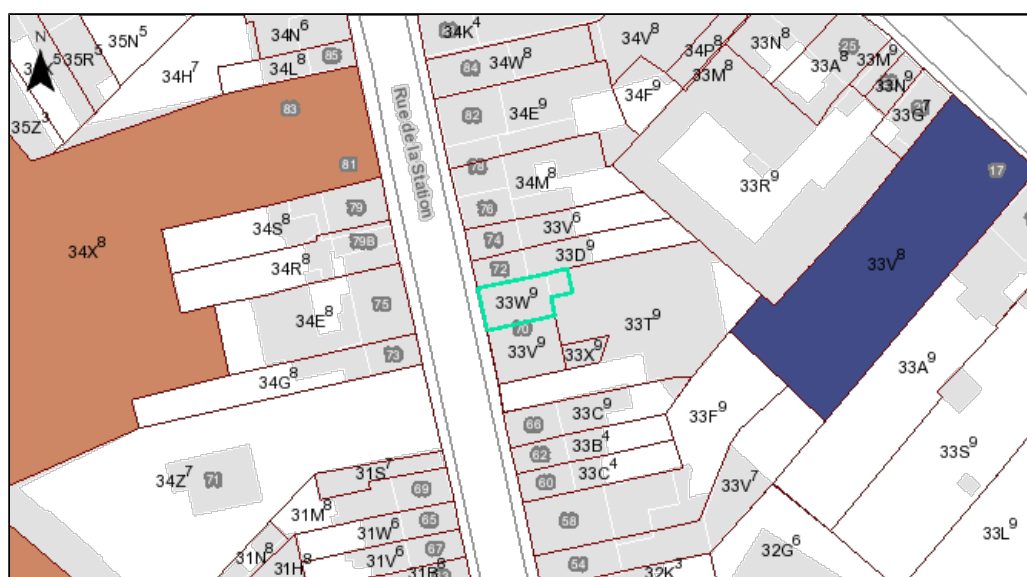 N
35N⁵
35R⁵
35Z³
34H⁷
34N⁶
34L⁸
85
83
81
34X⁸
79
34S⁸
79B
34R⁸
75
34E⁸
73
34G⁸
34Z⁷
71
31S⁷
69
31M⁸
65
31W⁶
67
31V⁶
31N⁸
31H⁸
Rue de la Station
34K⁴
84
34W⁸
82
34E⁹
78
34M⁸
76
74
33V⁶
33D⁹
72
33W⁹
70
33V⁹
33X⁹
33T⁹
66
33C⁹
62
33B⁴
60
33C⁴
58
54
32K³
34V⁸
34P⁸
33M⁸
34F⁹
33N⁸
25
33A⁸
33M⁹
33N⁹
33G⁷
17
33R⁹
33V⁸
33A⁹
33F⁹
33S⁹
33V⁷
33L⁹
32G⁶